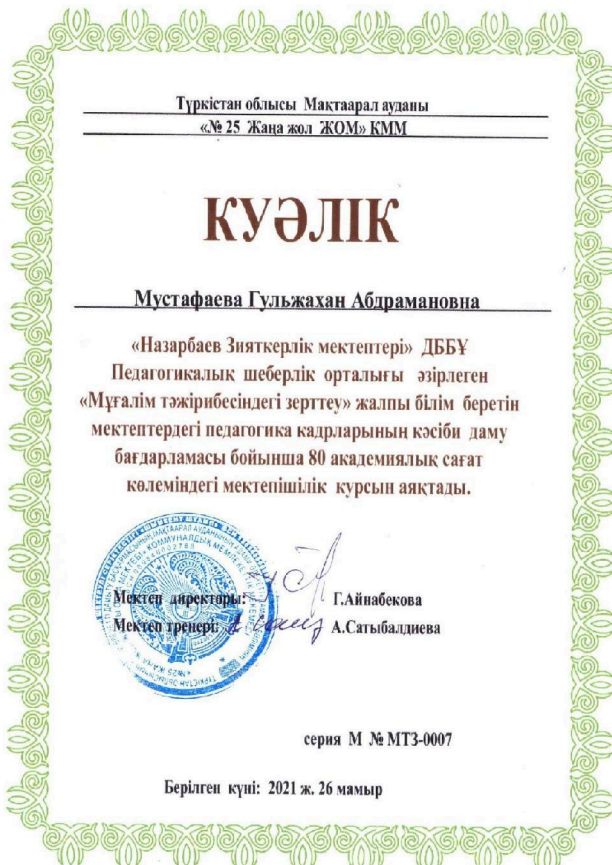 Түркістан облысы Мақтаарал ауданы
«№ 25 Жаңа жол ЖОМ» КММ
КУӘЛІК
Мустафаева Гульжахан Абдрамановна
«Назарбаев Зияткерлік мектептері» ДББҰ
Педагогикалық шеберлік орталығы әзірлеген
«Мұғалім тәжірибесіндегі зерттеу» жалпы білім беретін
мектептердегі педагогика кадрларының кәсіби даму
бағдарламасы бойынша 80 академиялық сағат
көлеміндегі мектепішілік курсын аяқтады.
Мектеп директоры: Г.Айнабекова
Мектеп тренері: А.Сатыбалдиева
серия М № МТЗ-0007
Берілген күні: 2021 ж. 26 мамыр